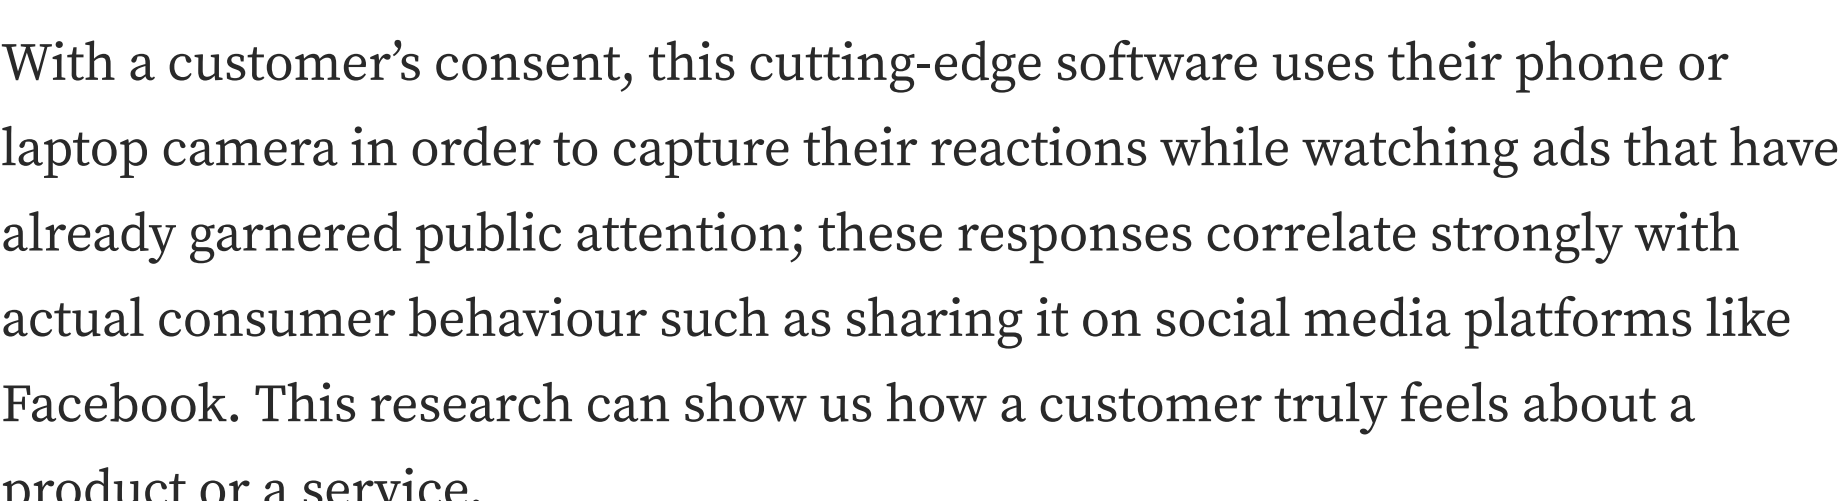 With a customer’s consent, this cutting-edge software uses their phone or
laptop camera in order to capture their reactions while watching ads that have
already garnered public attention; these responses correlate strongly with
actual consumer behaviour such as sharing it on social media platforms like
Facebook. This research can show us how a customer truly feels about a
product or a service.